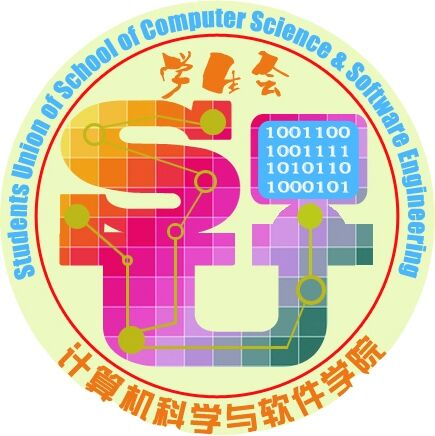 Students Union of School of Computer Science & Software Engineering
学生会
SU
1001100
1001111
1010110
1000101
计算机科学与软件学院